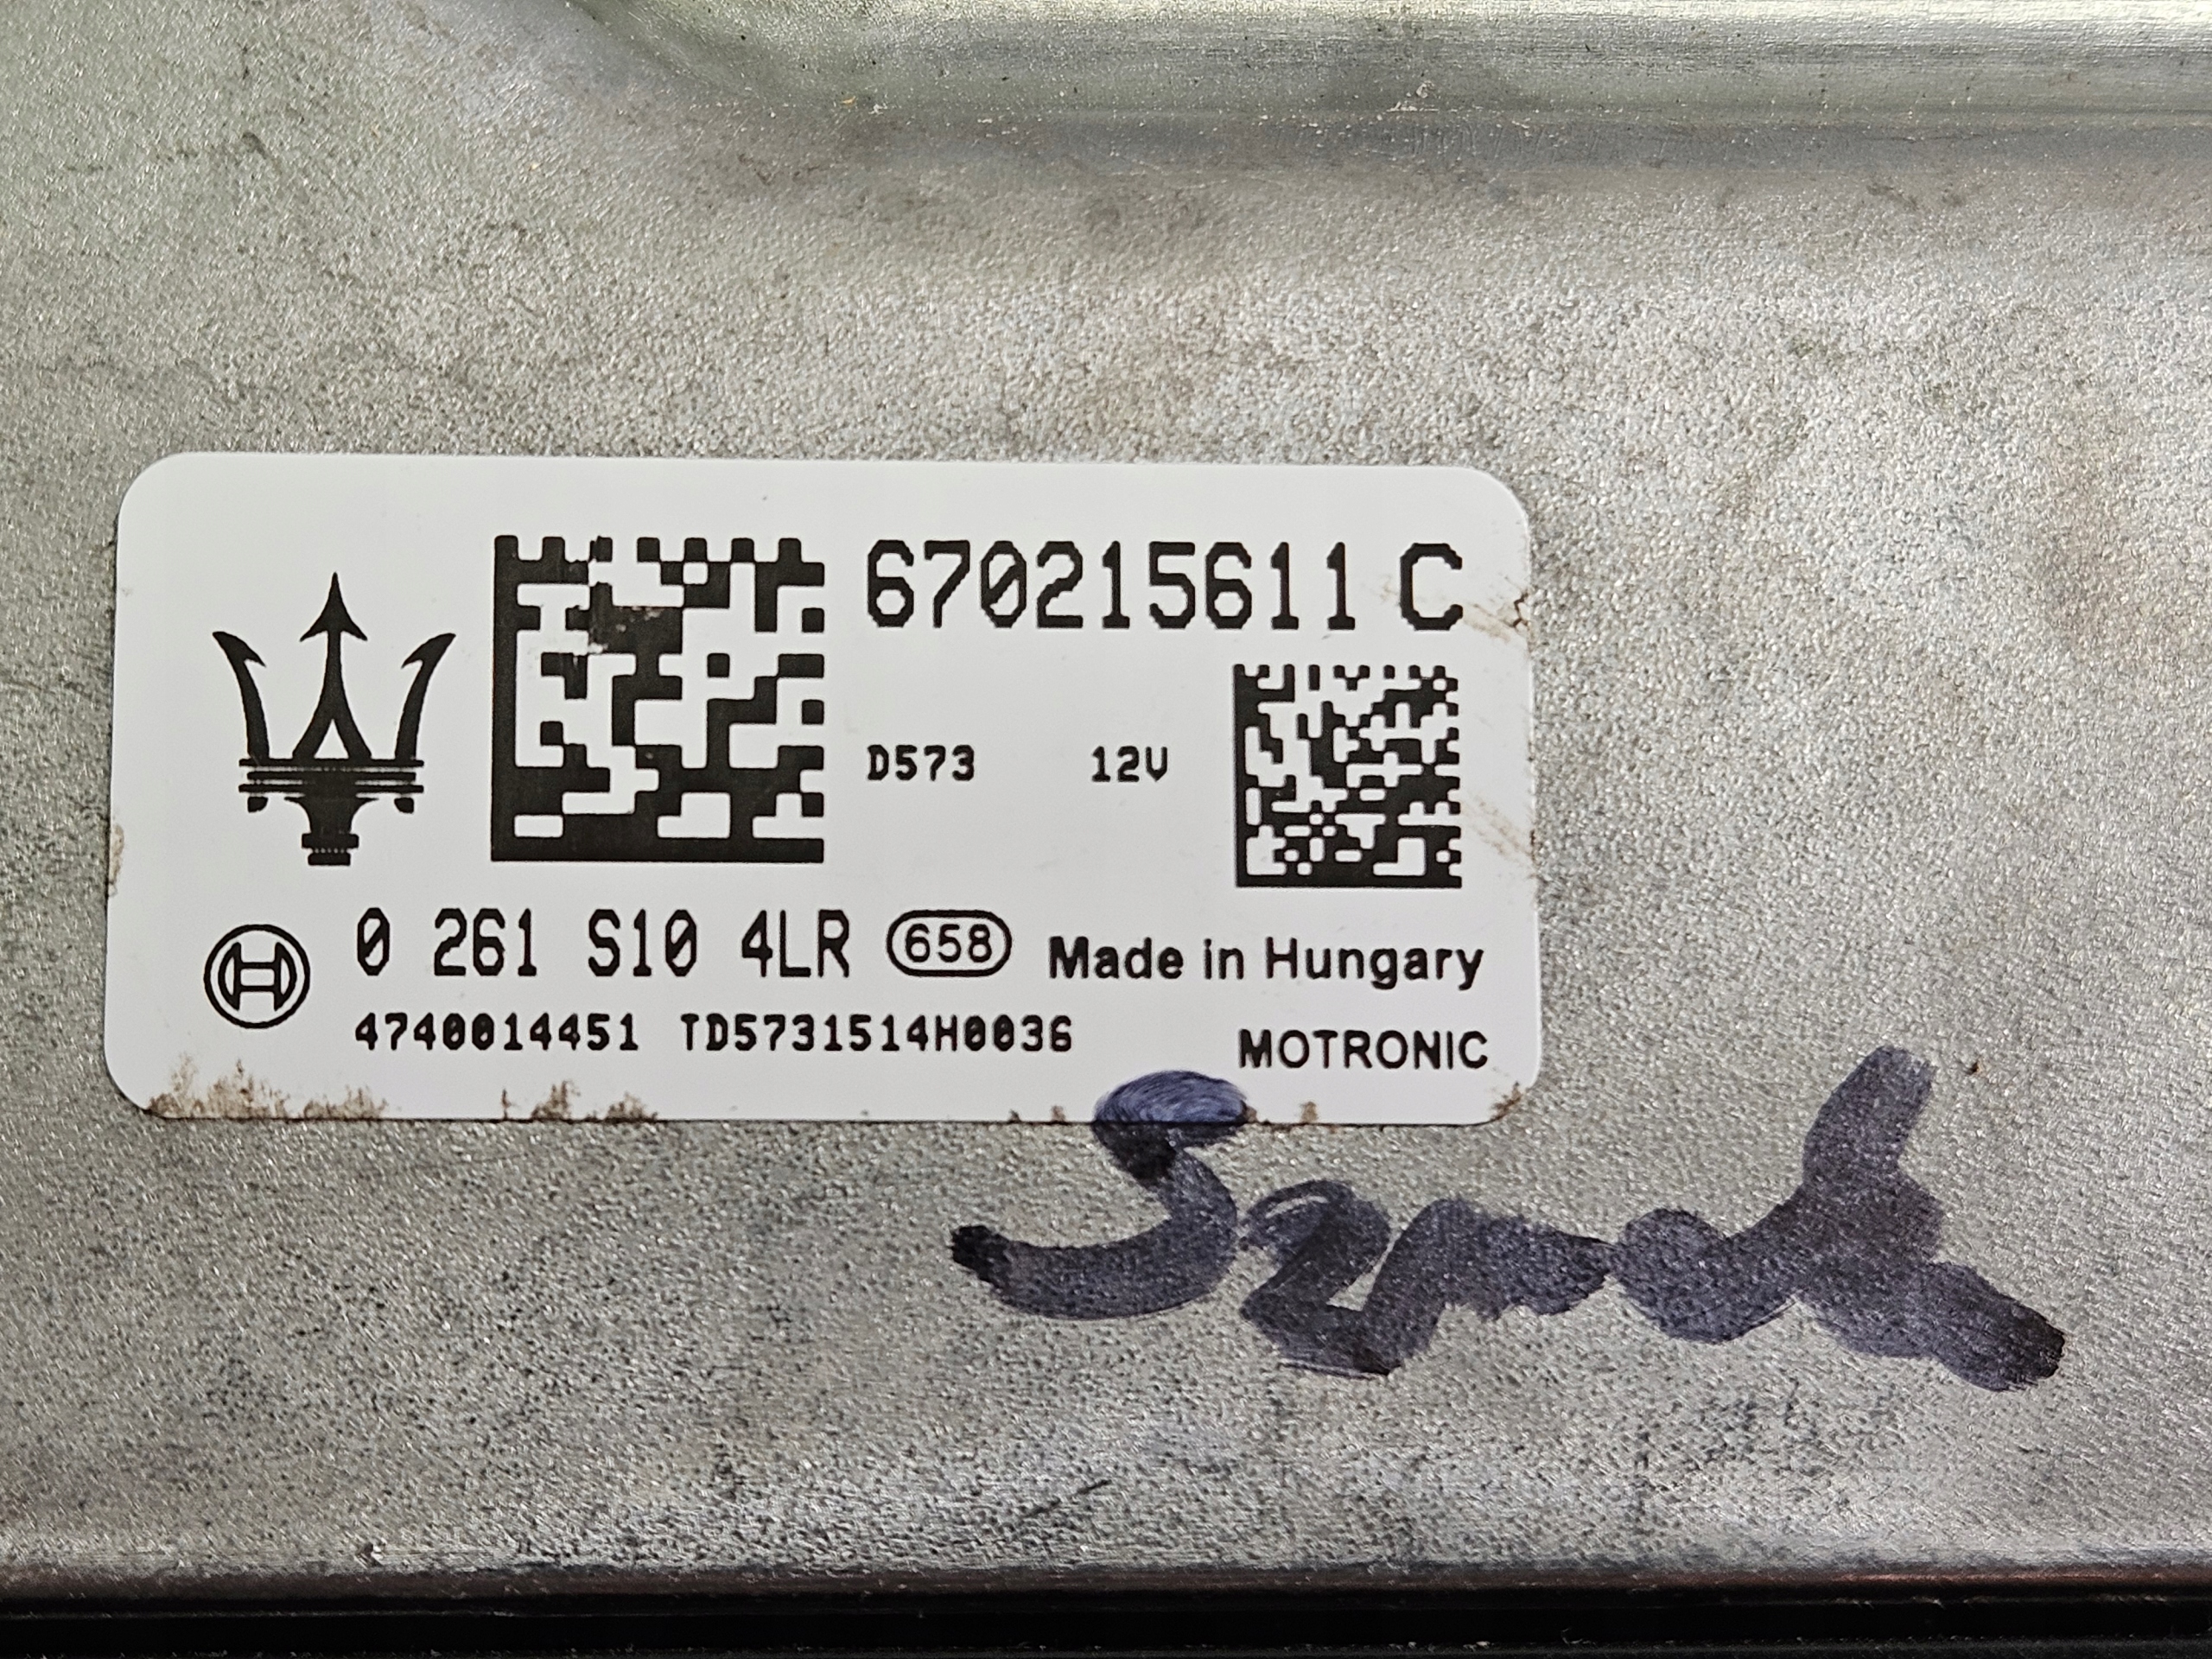 670215611 C
D573 12V
0 261 S10 4LR 658 Made in Hungary
4740014451 TD5731514H0036 MOTRONIC